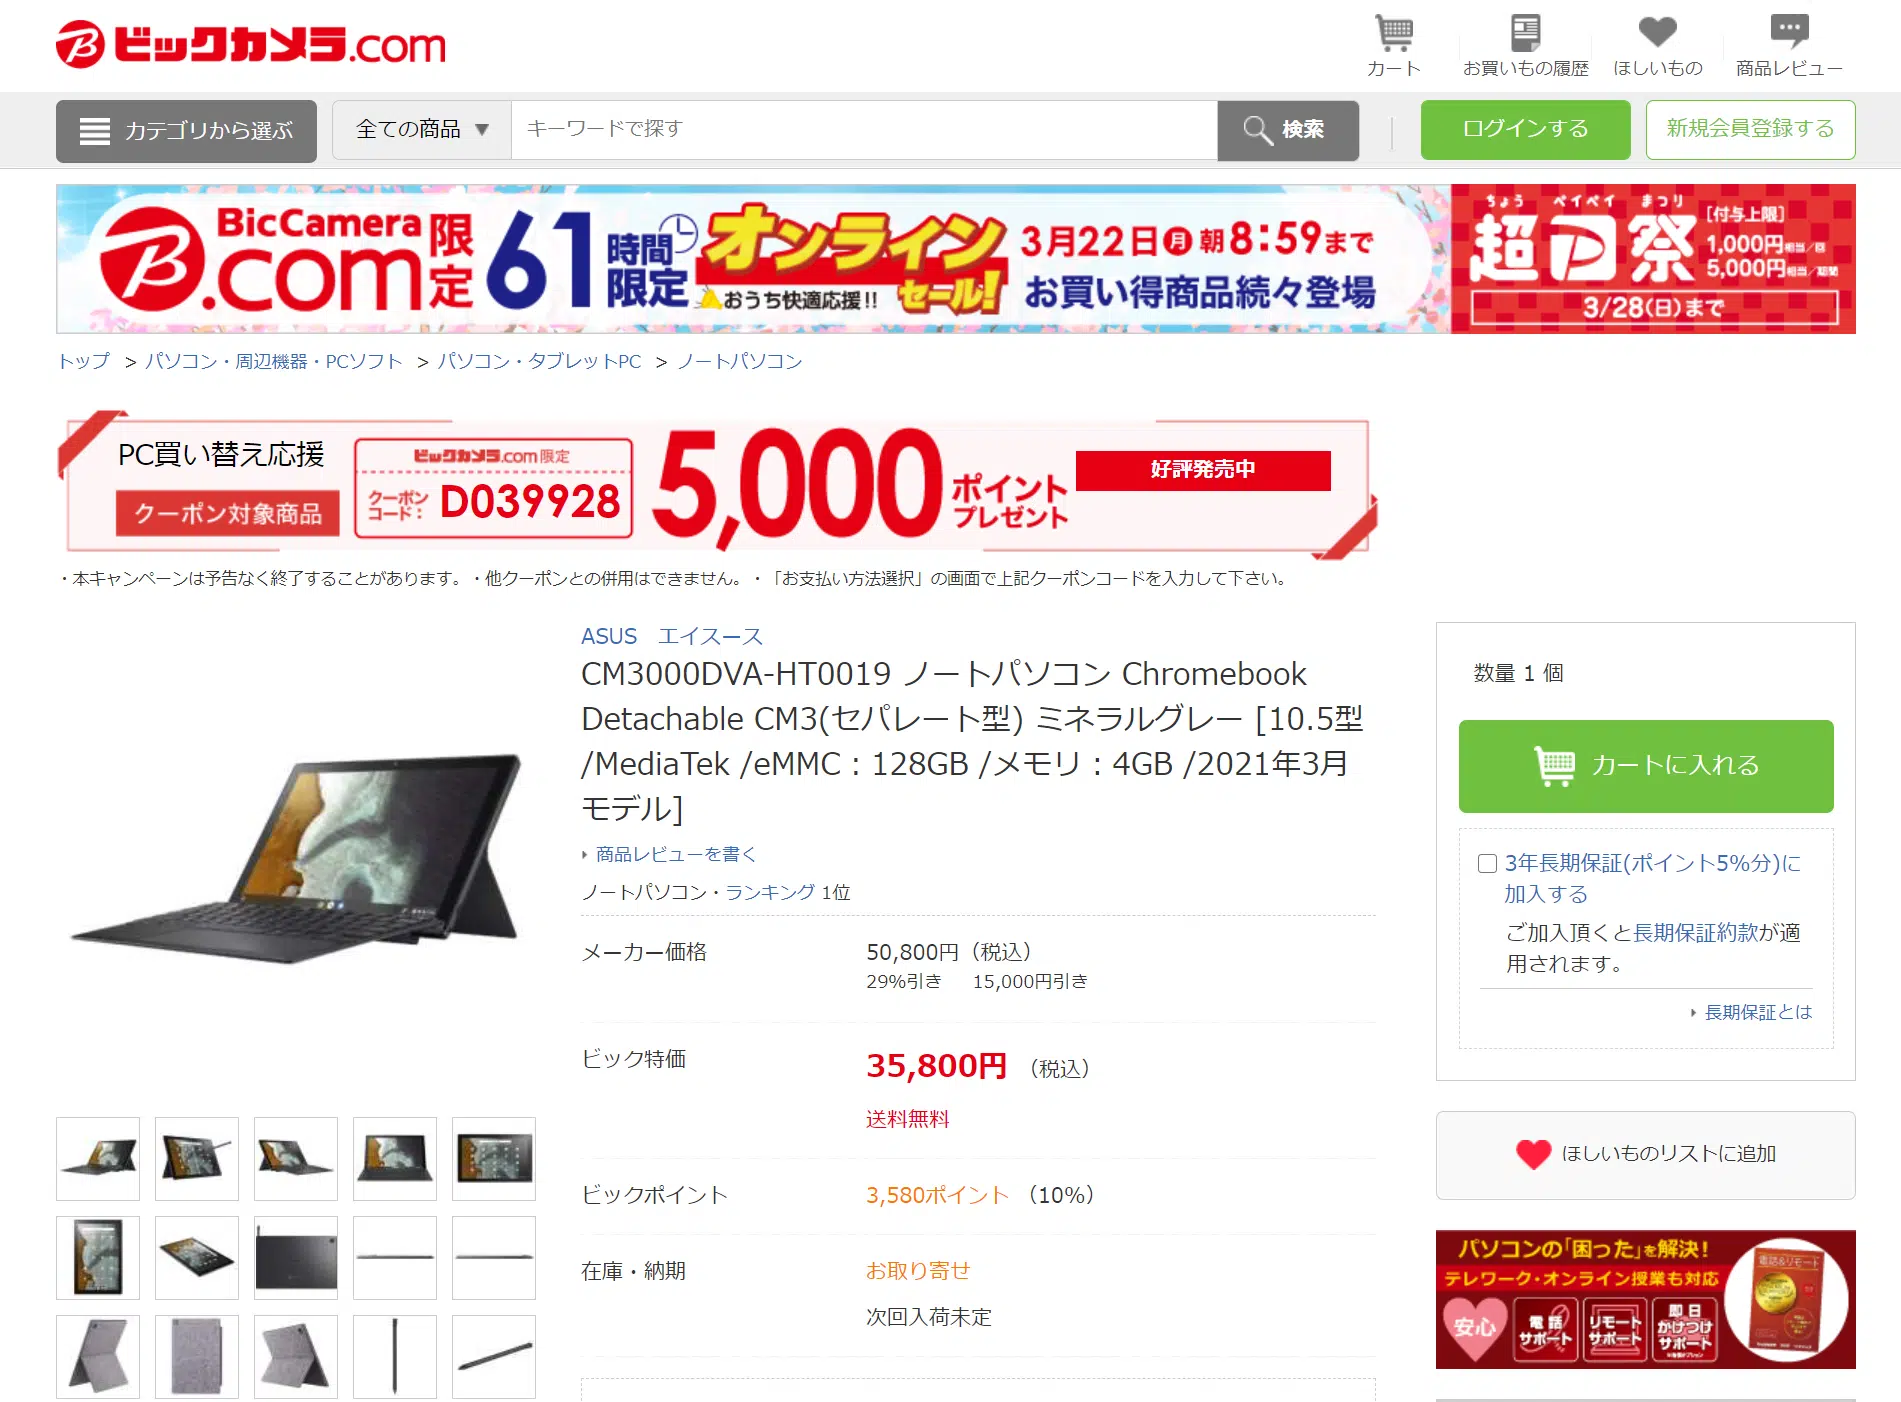 ビックカメラ.com
カート
お買いもの履歴
ほしいもの
商品レビュー
カテゴリから選ぶ
全ての商品 ▼
キーワードで探す
検索
ログインする
新規会員登録する
BicCamera
.com
限定
61
時間限定
オンライン
セール!
おうち快適応援!!
3月22日(月)朝8:59まで
お買い得商品続々登場
ちょう ペイペイ まつり
超P祭
[付与上限]
1,000円相当/回
5,000円相当/期間
3/28(日)まで
トップ > パソコン・周辺機器・PCソフト > パソコン・タブレットPC > ノートパソコン
PC買い替え応援
クーポン対象商品
ビックカメラ.com限定
クーポンコード: D039928
5,000
ポイント
プレゼント
好評発売中
・本キャンペーンは予告なく終了することがあります。・他クーポンとの併用はできません。・「お支払い方法選択」の画面で上記クーポンコードを入力して下さい。
ASUS エイスース
CM3000DVA-HT0019 ノートパソコン Chromebook
Detachable CM3(セパレート型) ミネラルグレー [10.5型
/MediaTek /eMMC：128GB /メモリ：4GB /2021年3月
モデル]
商品レビューを書く
ノートパソコン・ランキング 1位
メーカー価格
50,800円（税込）
29%引き 15,000円引き
ビック特価
35,800円（税込）
送料無料
ビックポイント
3,580ポイント（10%）
在庫・納期
お取り寄せ
次回入荷未定
数量 1 個
カートに入れる
3年長期保証(ポイント5%分)に
加入する
ご加入頂くと長期保証約款が適
用されます。
長期保証とは
ほしいものリストに追加
パソコンの「困った」を解決!
テレワーク・オンライン授業も対応
安心
電話
サポート
リモート
サポート
即日
かけつけ
サポート
電話&リモート